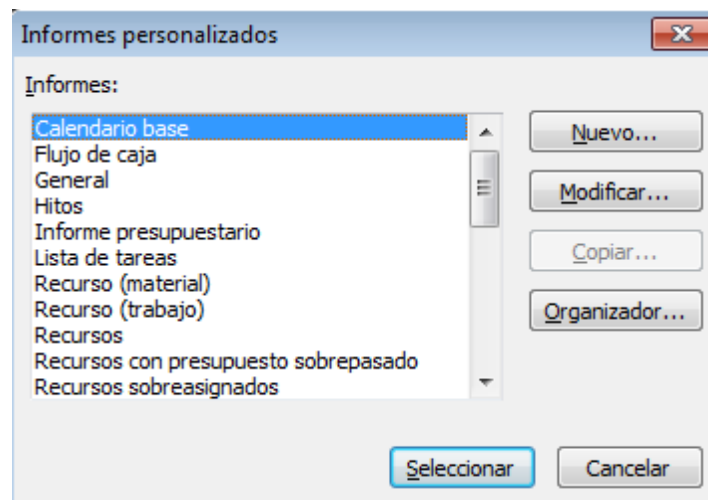 Informes personalizados
Informes:
Calendario base
Flujo de caja
General
Hitos
Informe presupuestario
Lista de tareas
Recurso (material)
Recurso (trabajo)
Recursos
Recursos con presupuesto sobrepasado
Recursos sobreasignados
Nuevo...
Modificar...
Copiar...
Organizador...
Seleccionar
Cancelar